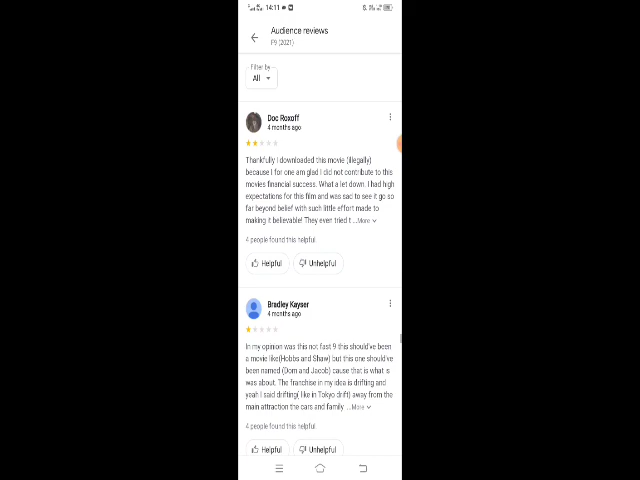 14:11
Audience reviews
F9 (2021)
Filter by
All
Doc Roxoff
4 months ago
Thankfully I downloaded this movie (illegally)
because I for one am glad I did not contribute to this
movies financial success. What a let down. I had high
expectations for this film and was sad to see it go so
far beyond belief with such little effort made to
making it believable! They even tried t ...More
4 people found this helpful
Helpful Unhelpful
Bradley Kayser
4 months ago
In my opinion was this not fast 9 this should've been
a movie like(Hobbs and Shaw) but this one should've
been named (Dom and Jacob) cause that is what is
was about. The franchise in my idea is drifting and
yeah I said drifting( like in Tokyo drift) away from the
main attraction the cars and family ...More
4 people found this helpful.
Helpful Unhelpful